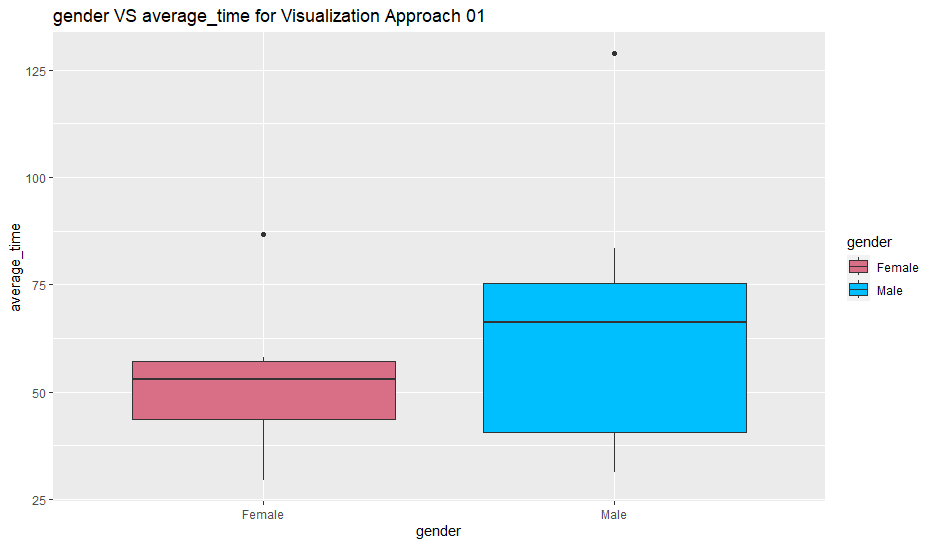 gender VS average_time for Visualization Approach 01
125
100
75
50
25
average_time
Female
Male
gender
gender
Female
Male